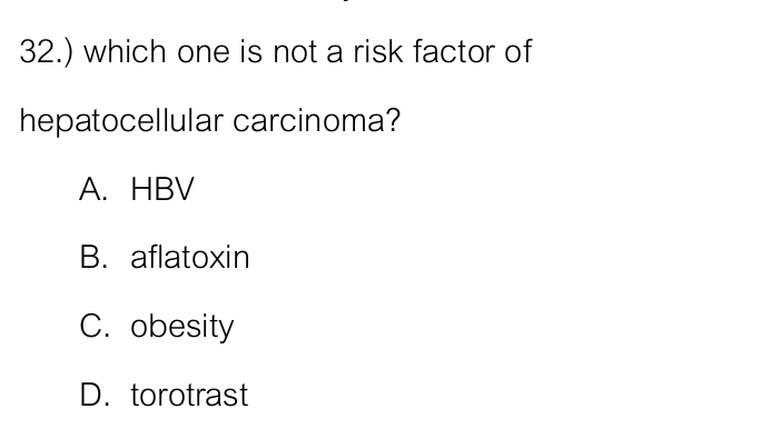 32.) which one is not a risk factor of
hepatocellular carcinoma?
A. HBV
B. aflatoxin
C. obesity
D. torotrast